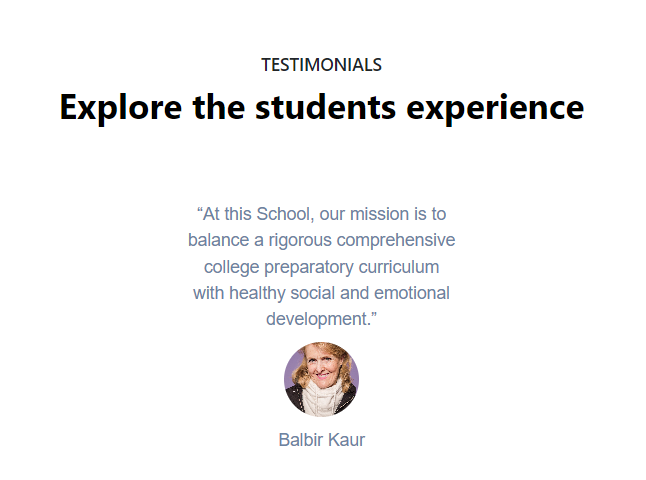 TESTIMONIALS
Explore the students experience
“At this School, our mission is to
balance a rigorous comprehensive
college preparatory curriculum
with healthy social and emotional
development.”
Balbir Kaur